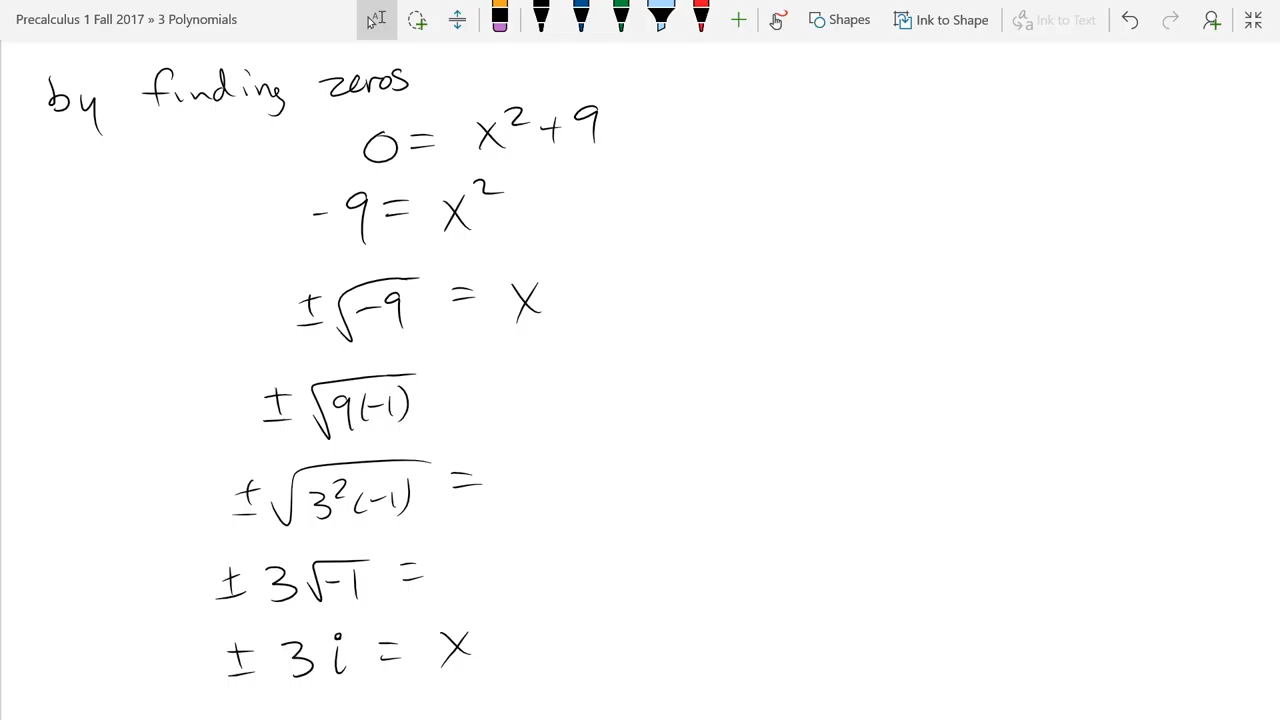 Precalculus 1 Fall 2017 » 3 Polynomials Shapes Ink to Shape Ink to Text
by finding zeros
0 = x² + 9
-9 = x²
±√-9 = x
±√9(-1)
±√3²(-1) =
±3√-1 =
±3i = x